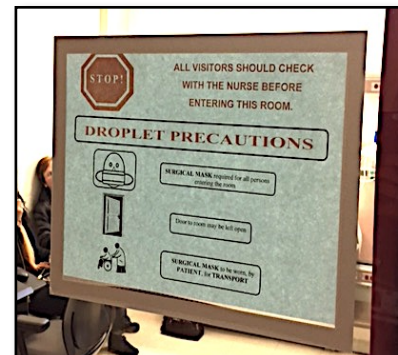 STOP!
ALL VISITORS SHOULD CHECK
WITH THE NURSE BEFORE
ENTERING THIS ROOM.
DROPLET PRECAUTIONS
SURGICAL MASK required for all persons
entering the room
Door to room may be left open
SURGICAL MASK to be worn, by
PATIENT, for TRANSPORT